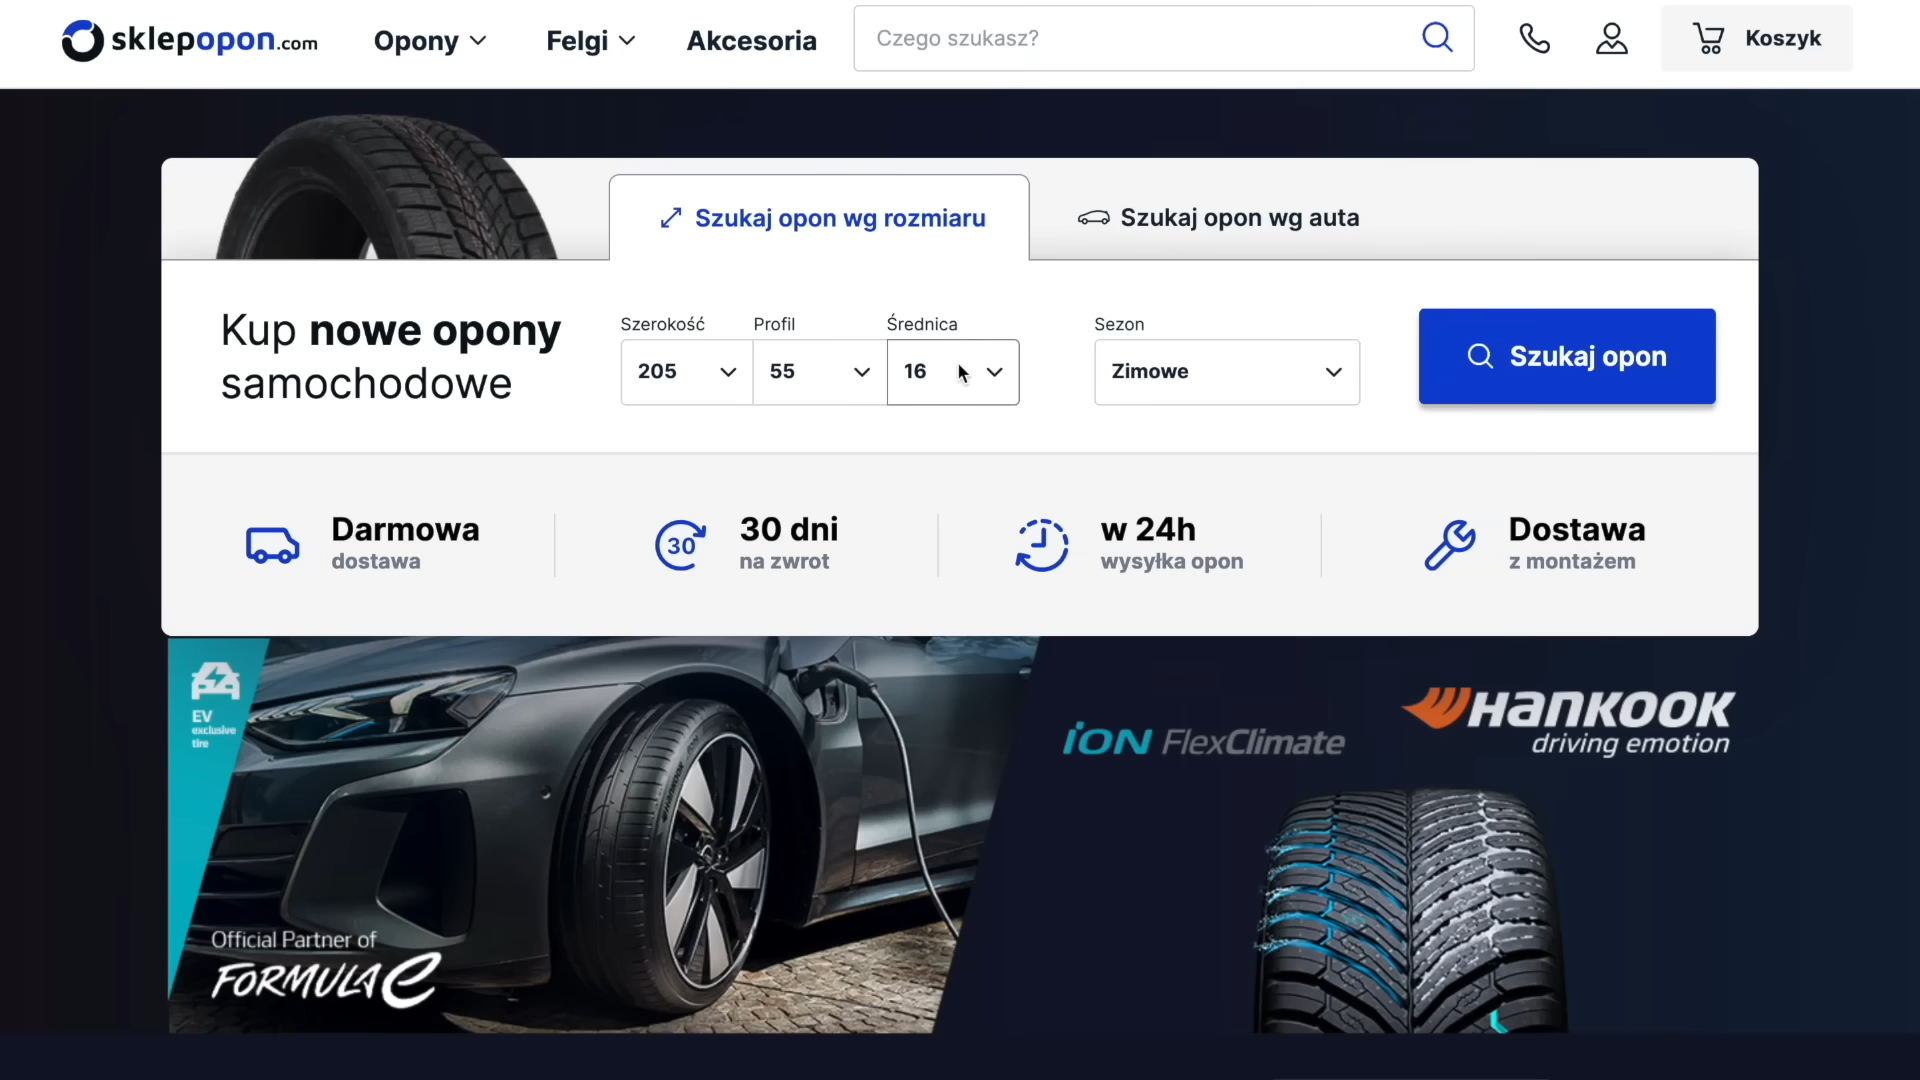 sklepopon.com
Opony
Felgi
Akcesoria
Czego szukasz?
Koszyk
Szukaj opon wg rozmiaru
Szukaj opon wg auta
Kup nowe opony
samochodowe
Szerokość
Profil
Średnica
Sezon
205
55
16
Zimowe
Szukaj opon
Darmowa
dostawa
30
30 dni
na zwrot
w 24h
wysyłka opon
Dostawa
z montażem
EV
exclusive
tire
iON FlexClimate
HANKOOK
driving emotion
Official Partner of
FORMULA E